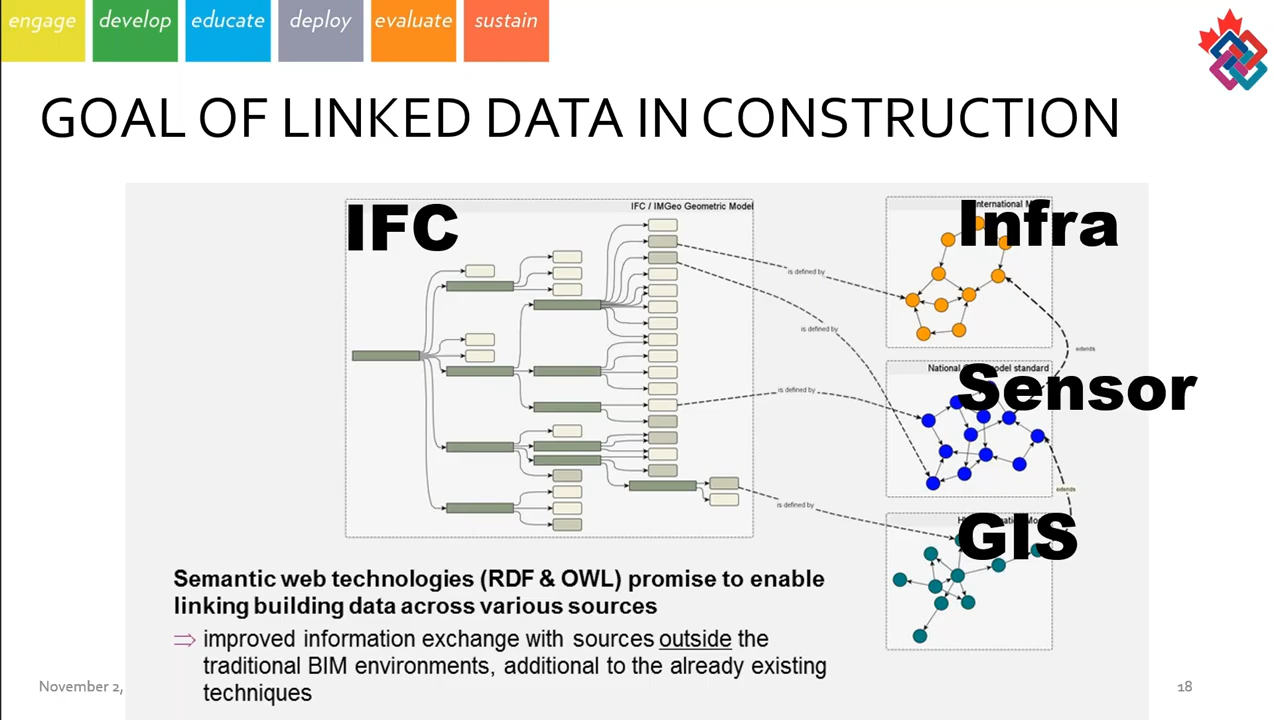 engage develop educate deploy evaluate sustain
GOAL OF LINKED DATA IN CONSTRUCTION
IFC
IFC / IMGeo Geometric Model
Infra
is defined by
is defined by
extends
National model standard
Sensor
is defined by
extends
is defined by
GIS
Semantic web technologies (RDF & OWL) promise to enable
linking building data across various sources
⇒ improved information exchange with sources outside the
traditional BIM environments, additional to the already existing
techniques
November 2,
18